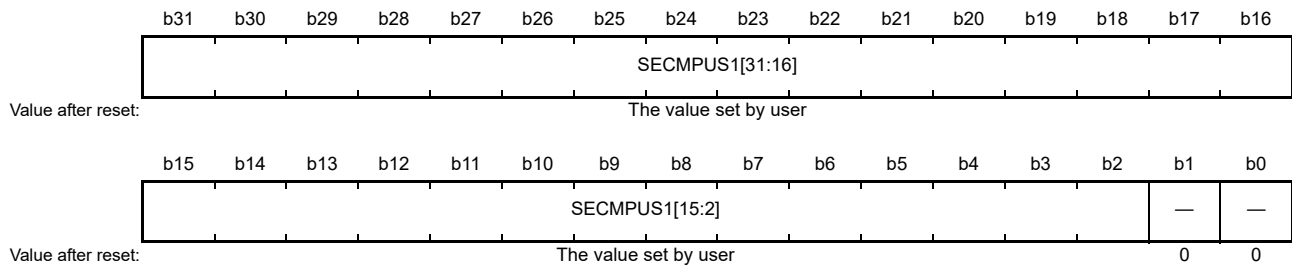 b31 b30 b29 b28 b27 b26 b25 b24 b23 b22 b21 b20 b19 b18 b17 b16
SECMPUS1[31:16]
Value after reset: The value set by user
b15 b14 b13 b12 b11 b10 b9 b8 b7 b6 b5 b4 b3 b2 b1 b0
SECMPUS1[15:2] — —
Value after reset: The value set by user 0 0